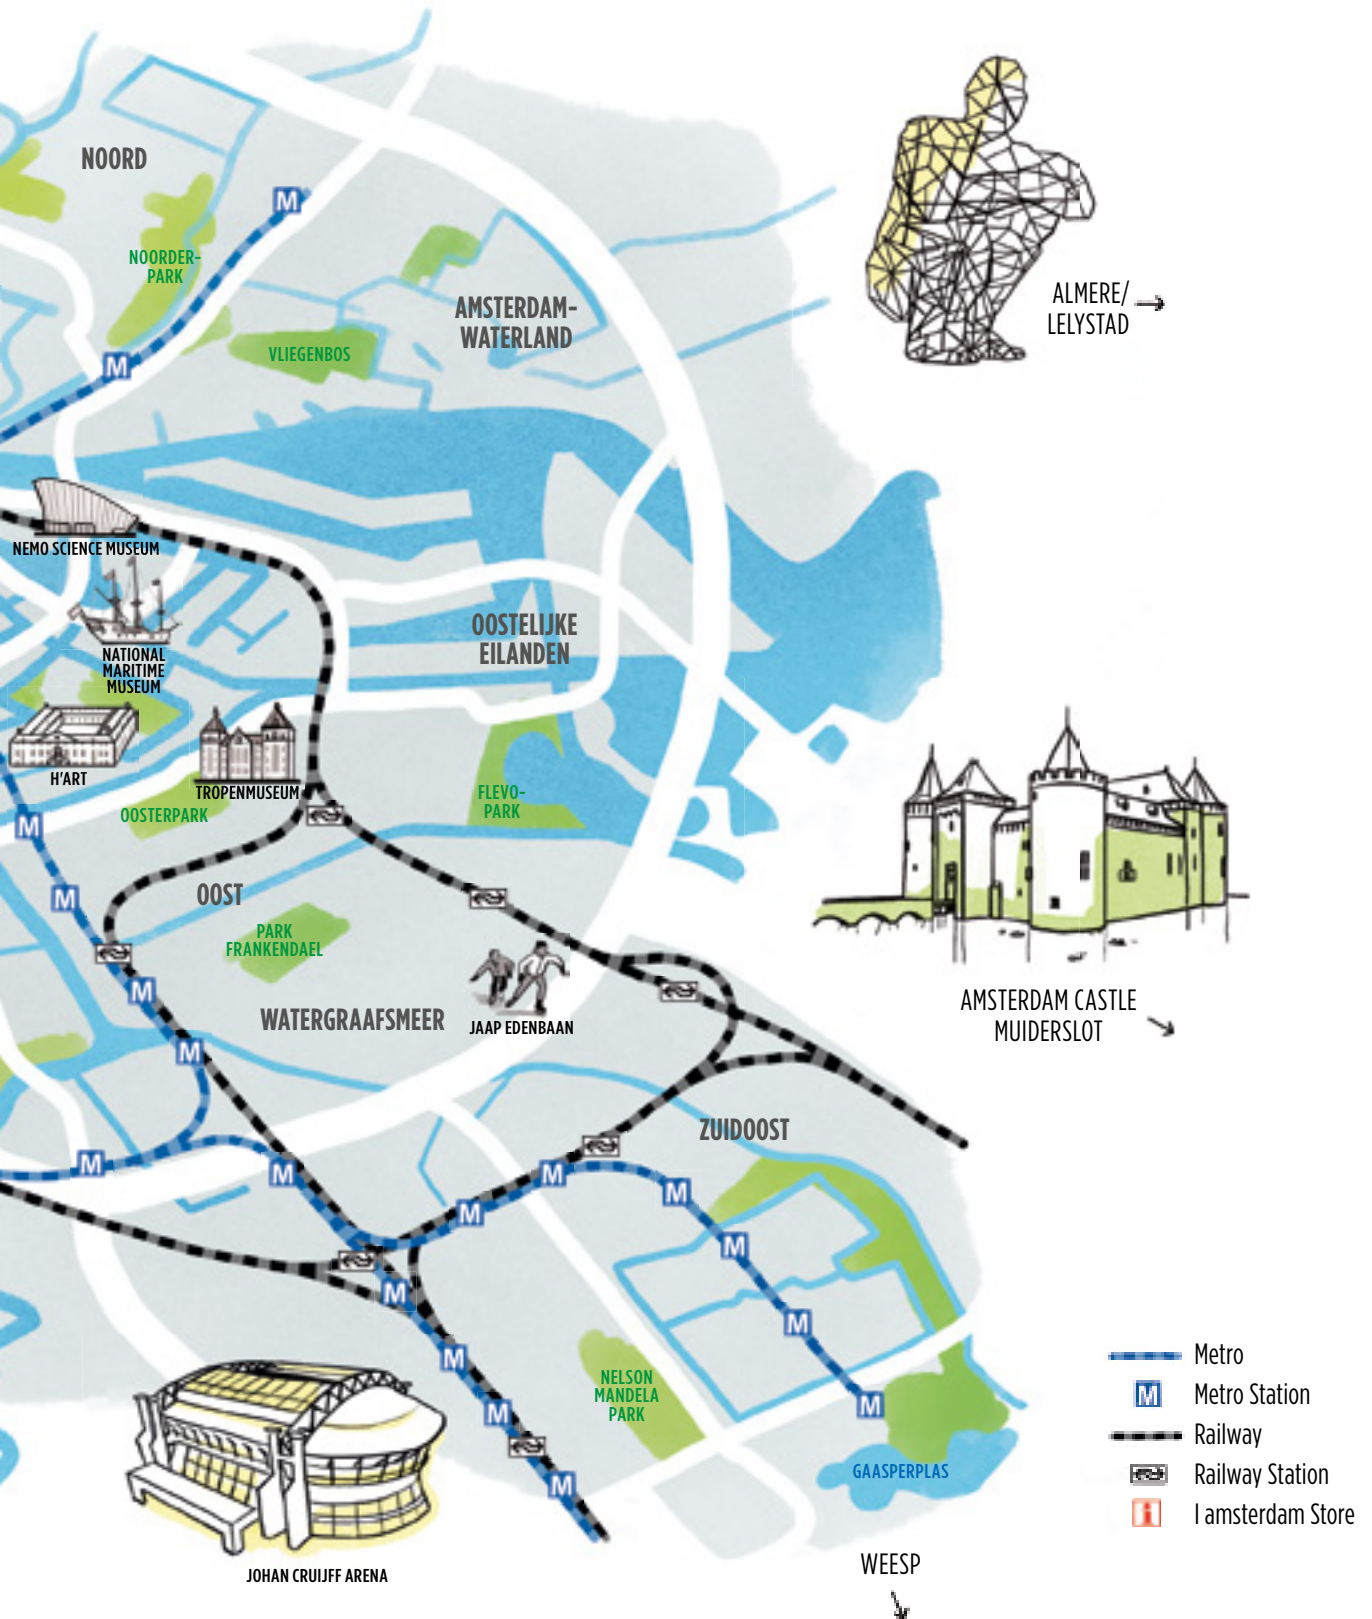 NOORD
M
NOORDER-
PARK
AMSTERDAM-
WATERLAND
ALMERE/
LELYSTAD
VLIEGENBOS
M
NEMO SCIENCE MUSEUM
OOSTELIJKE
EILANDEN
NATIONAL
MARITIME
MUSEUM
H'ART
TROPENMUSEUM
FLEVO-
PARK
OOSTERPARK
M
M
OOST
PARK
FRANKENDAEL
M
WATERGRAAFSMEER
JAAP EDENBAAN
AMSTERDAM CASTLE
MUIDERSLOT
M
ZUIDOOST
M
M
M
M
M
M
M
M
M
NELSON
MANDELA
PARK
M
M
M
GAASPERPLAS
JOHAN CRUIJFF ARENA
WEESP
Metro
M Metro Station
Railway
Railway Station
i I amsterdam Store